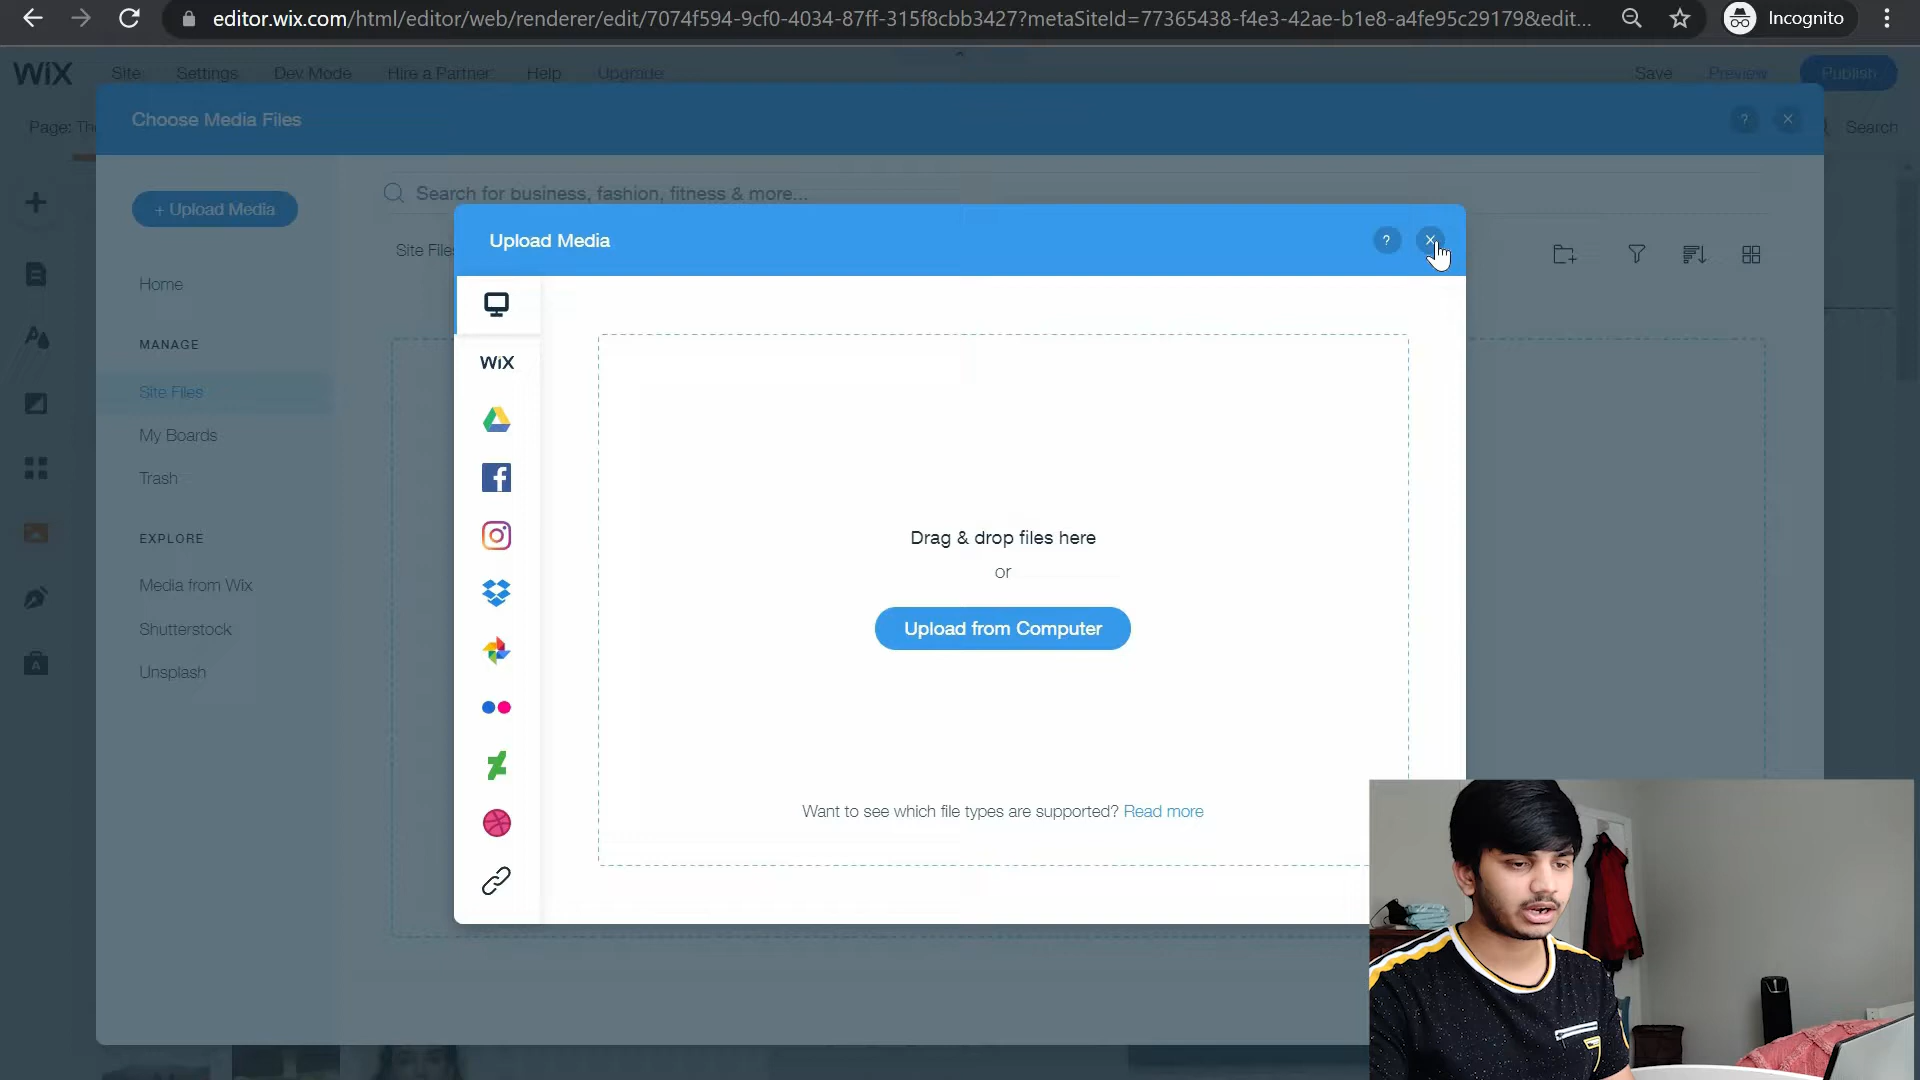 editor.wix.com/html/editor/web/renderer/edit/7074f594-9cf0-4034-87ff-315f8cbb3427?metaSiteId=77365438-f4e3-42ae-b1e8-a4fe95c29179&edit...
Incognito
WiX Site Settings Dev Mode Hire a Partner Help Upgrade Save Preview Publish
Choose Media Files ?
Page: Th Search
+ Upload Media
Search for business, fashion, fitness & more...
Upload Media ?
Site File
Home
MANAGE
WiX
Site Files
My Boards
Trash
EXPLORE
Drag & drop files here
or
Media from Wix
Upload from Computer
Shutterstock
Unsplash
A
Want to see which file types are supported? Read more